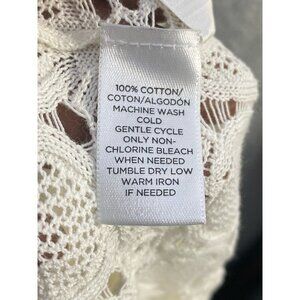 100% COTTON/
COTON/ALGODÓN
MACHINE WASH
COLD
GENTLE CYCLE
ONLY NON-
CHLORINE BLEACH
WHEN NEEDED
TUMBLE DRY LOW
WARM IRON
IF NEEDED